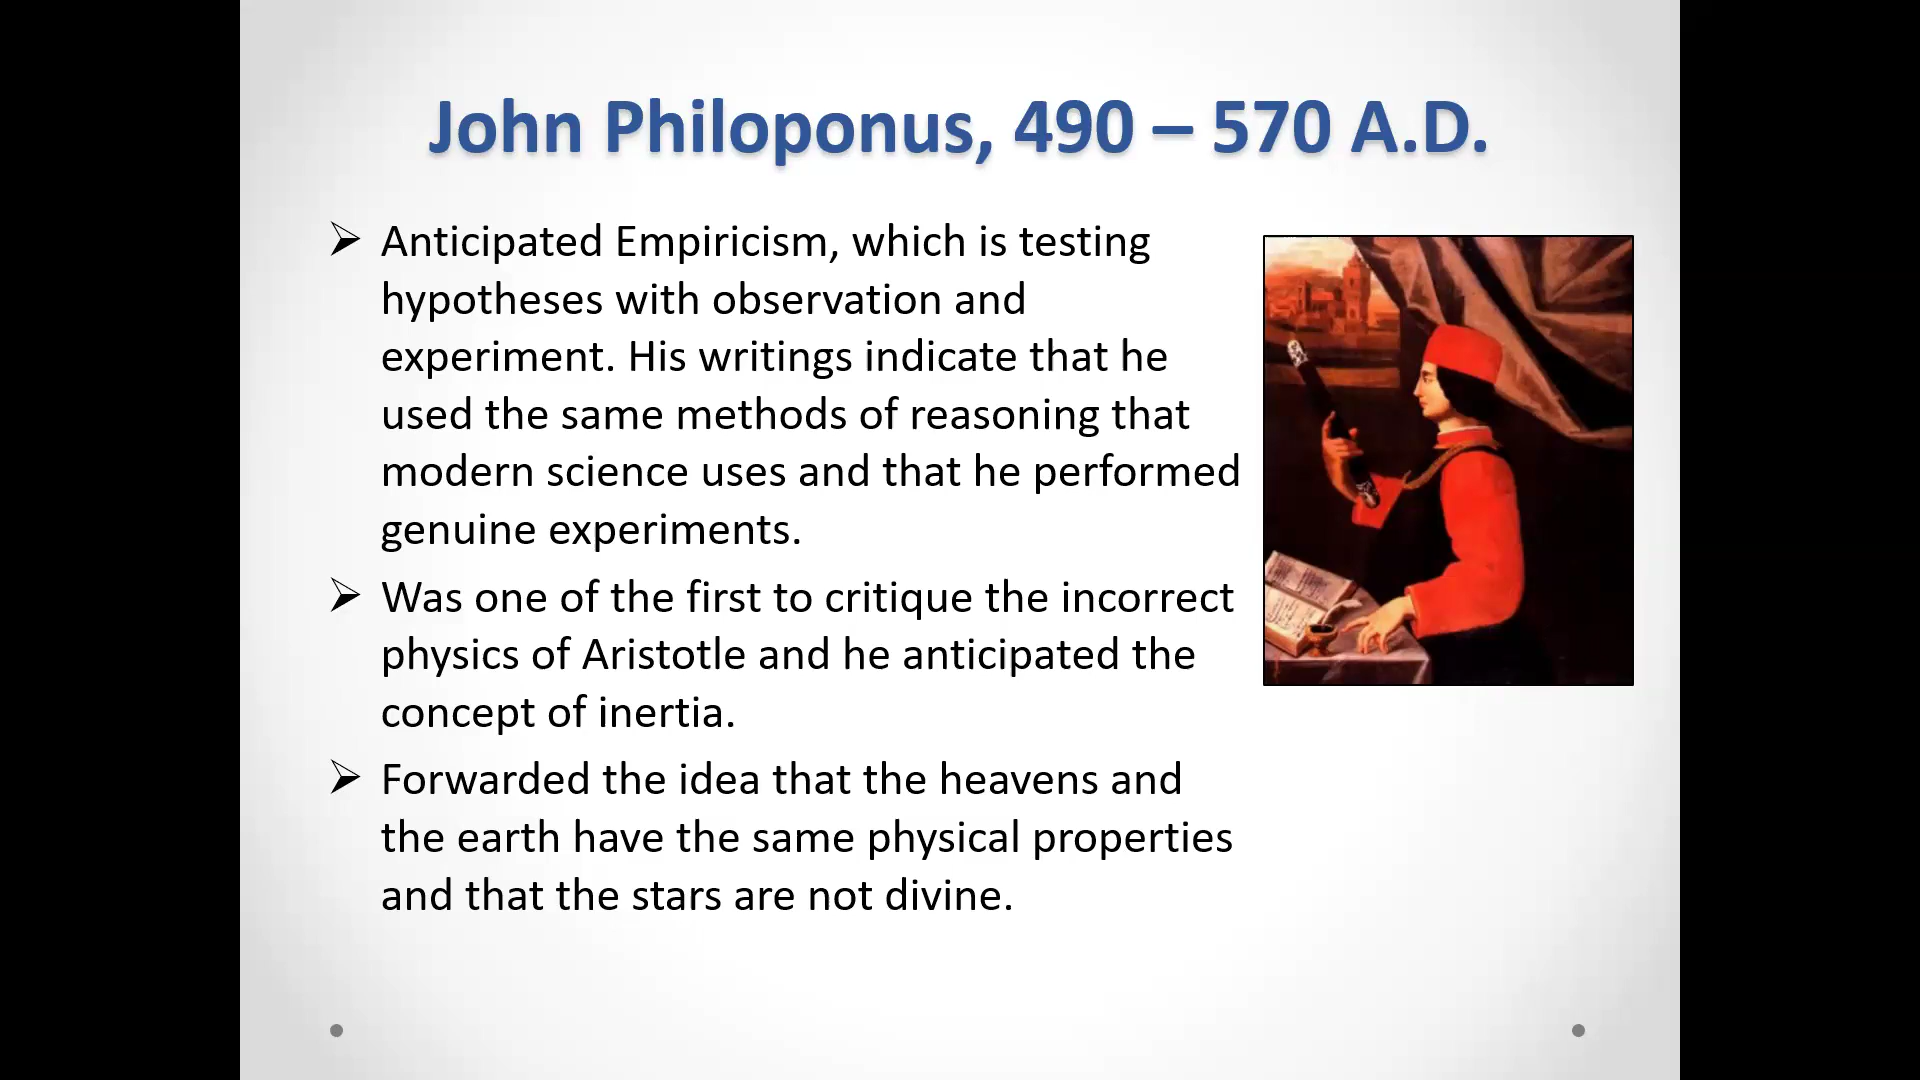 John Philoponus, 490 – 570 A.D.
➢ Anticipated Empiricism, which is testing
hypotheses with observation and
experiment. His writings indicate that he
used the same methods of reasoning that
modern science uses and that he performed
genuine experiments.
➢ Was one of the first to critique the incorrect
physics of Aristotle and he anticipated the
concept of inertia.
➢ Forwarded the idea that the heavens and
the earth have the same physical properties
and that the stars are not divine.